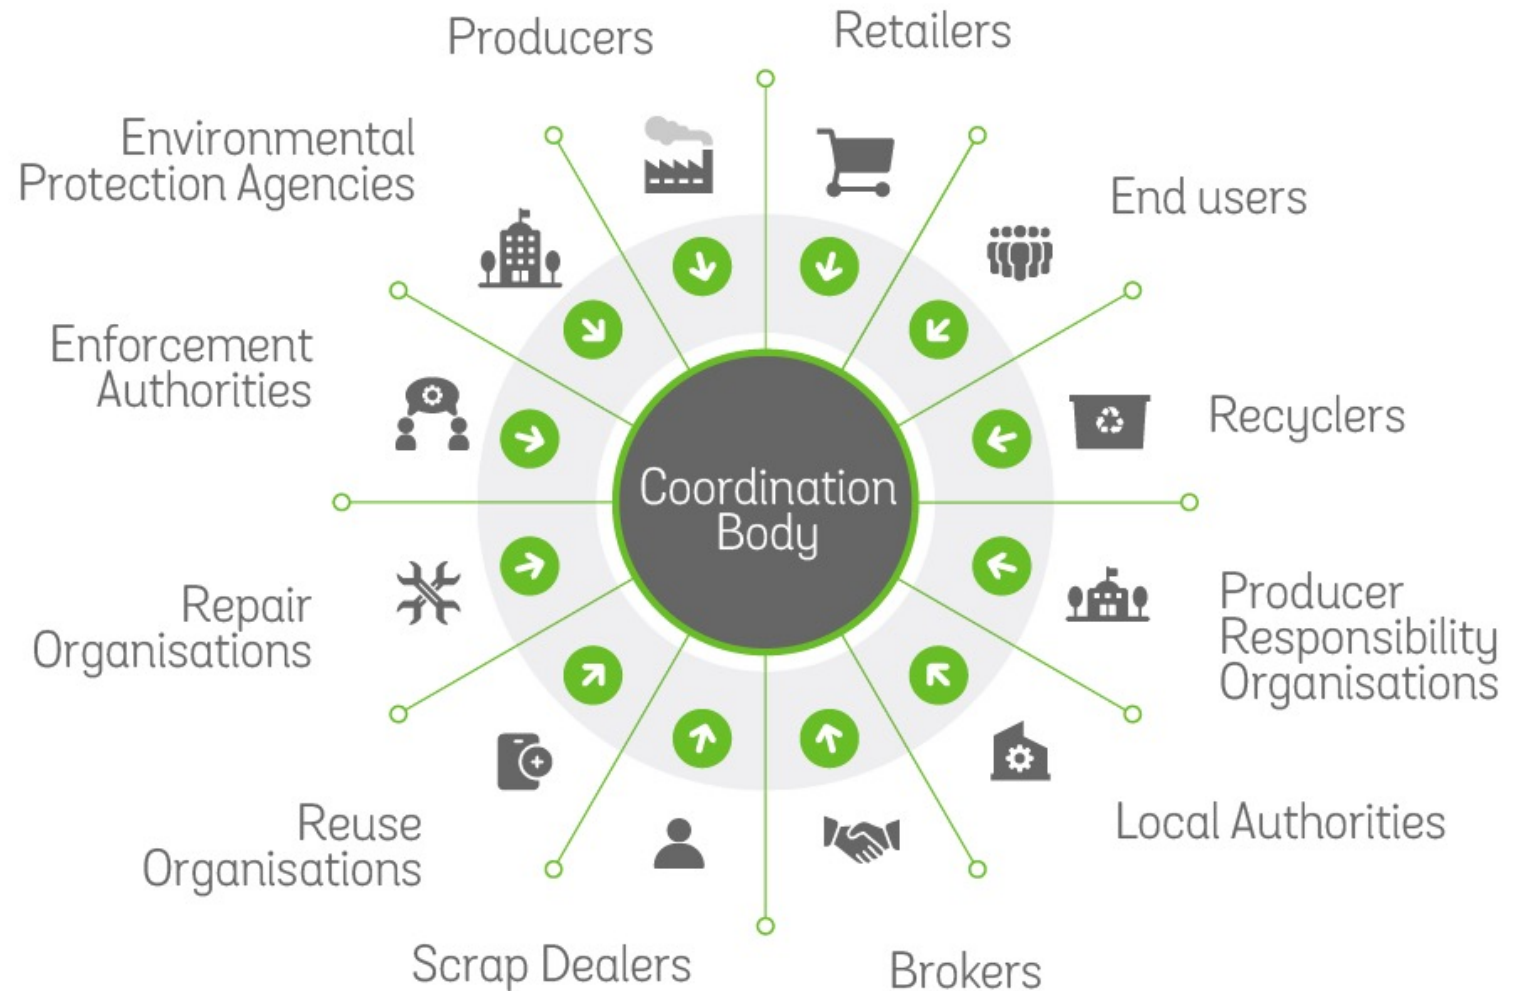 Producers
Retailers
Environmental
Protection Agencies
End users
Enforcement
Authorities
Recyclers
Coordination
Body
Repair
Organisations
Producer
Responsibility
Organisations
Reuse
Organisations
Local Authorities
Scrap Dealers
Brokers